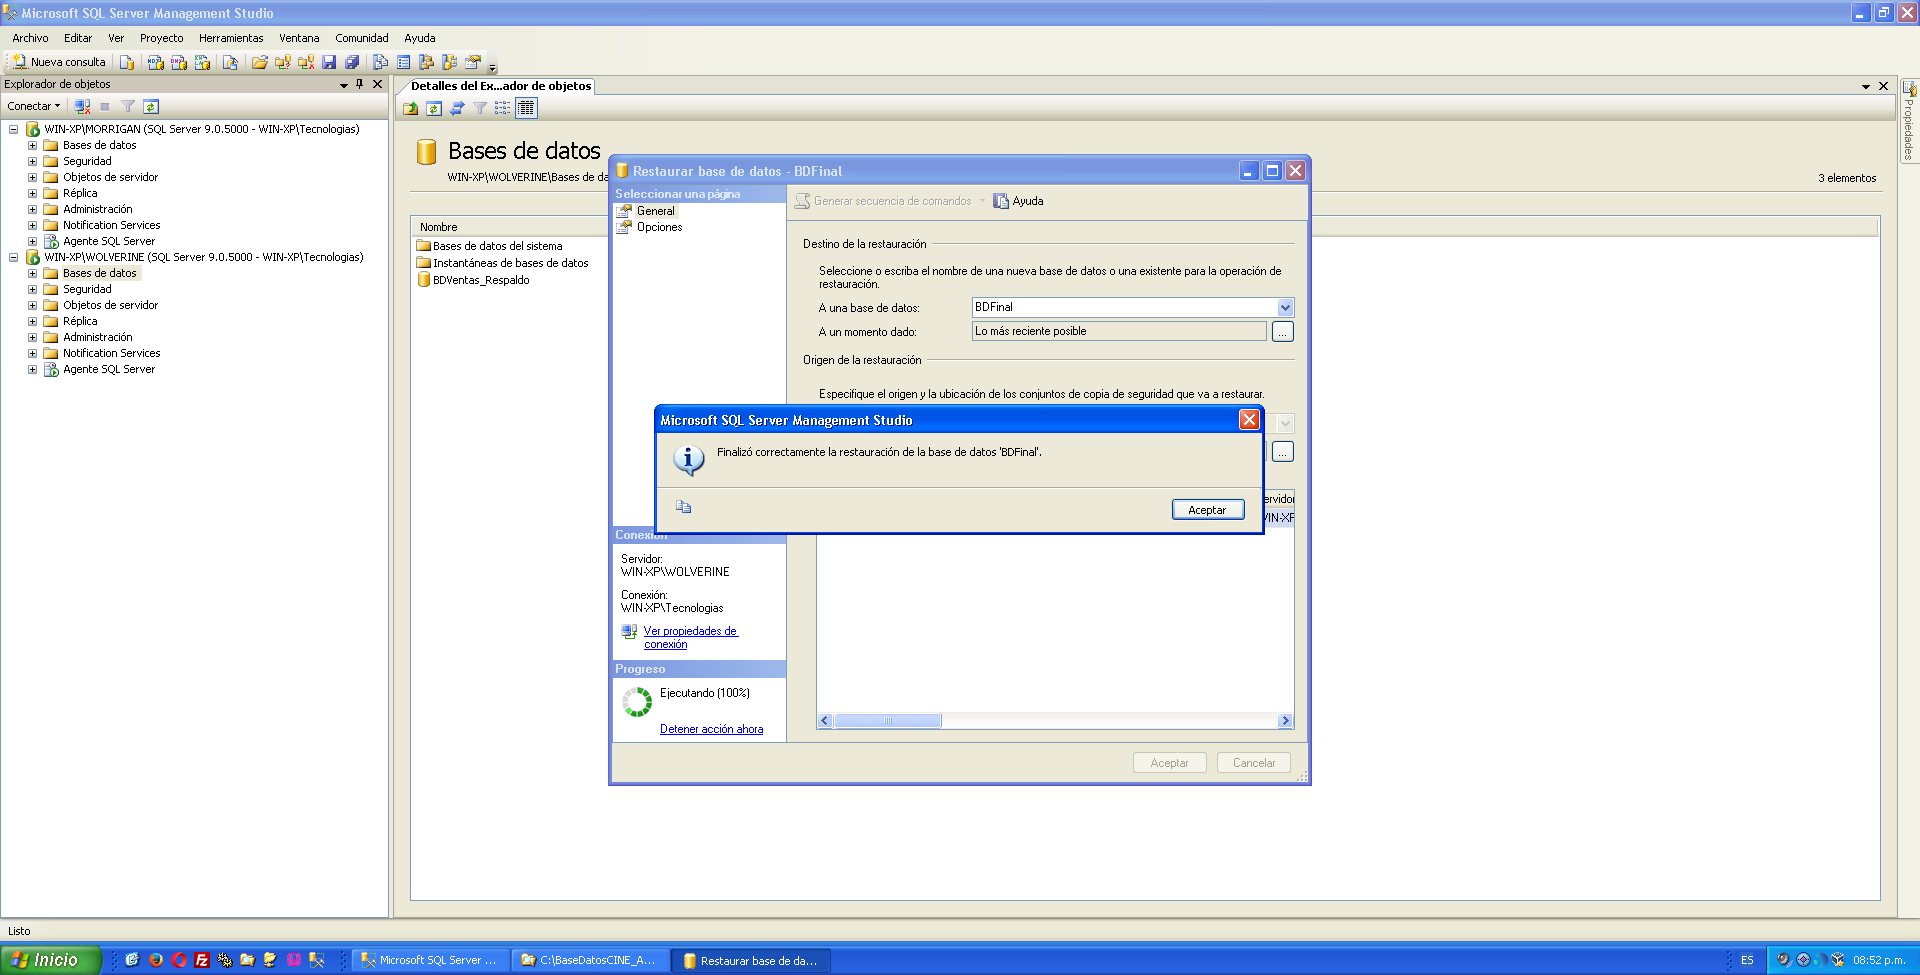 Microsoft SQL Server Management Studio
Archivo Editar Ver Proyecto Herramientas Ventana Comunidad Ayuda
Nueva consulta
Explorador de objetos
Conectar
WIN-XP\MORRIGAN (SQL Server 9.0.5000 - WIN-XP\Tecnologias)
Bases de datos
Seguridad
Objetos de servidor
Réplica
Administración
Notification Services
Agente SQL Server
WIN-XP\WOLVERINE (SQL Server 9.0.5000 - WIN-XP\Tecnologias)
Bases de datos
Seguridad
Objetos de servidor
Réplica
Administración
Notification Services
Agente SQL Server
Detalles del Ex...ador de objetos
Propiedades
Bases de datos
WIN-XP\WOLVERINE\Bases de da
3 elementos
Nombre
Bases de datos del sistema
Instantáneas de bases de datos
BDVentas_Respaldo
Restaurar base de datos - BDFinal
Seleccionar una página
General
Opciones
Generar secuencia de comandos Ayuda
Destino de la restauración
Seleccione o escriba el nombre de una nueva base de datos o una existente para la operación de
restauración.
A una base de datos: BDFinal
A un momento dado: Lo más reciente posible ...
Origen de la restauración
Especifique el origen y la ubicación de los conjuntos de copia de seguridad que va a restaurar.
...
ervidor
WIN-XP
Microsoft SQL Server Management Studio
Finalizó correctamente la restauración de la base de datos 'BDFinal'.
Aceptar
Conexión
Servidor:
WIN-XP\WOLVERINE
Conexión:
WIN-XP\Tecnologias
Ver propiedades de
conexión
Progreso
Ejecutando (100%)
Detener acción ahora
Aceptar Cancelar
Listo
Inicio
Microsoft SQL Server ...
C:\BaseDatosCINE_A...
Restaurar base de da...
ES
08:52 p.m.